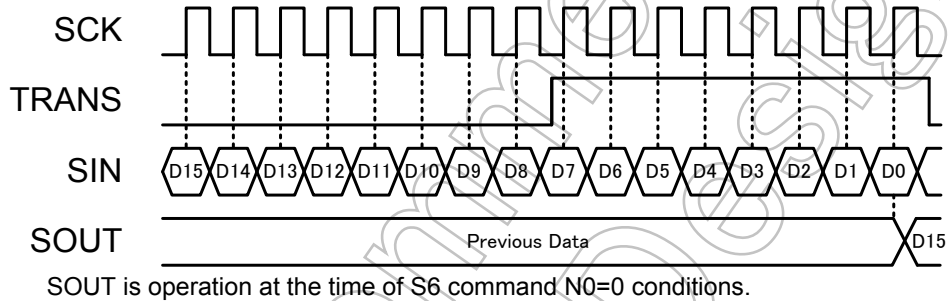 SCK
TRANS
SIN D15 D14 D13 D12 D11 D10 D9 D8 D7 D6 D5 D4 D3 D2 D1 D0
SOUT Previous Data D15
SOUT is operation at the time of S6 command N0=0 conditions.